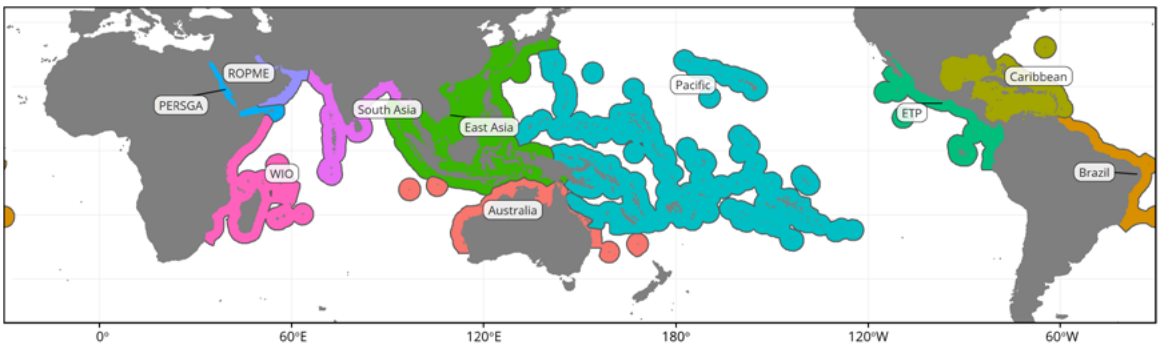 ROPME
PERSGA
South Asia
East Asia
WIO
Australia
Pacific
Caribbean
ETP
Brazil
0° 60°E 120°E 180° 120°W 60°W